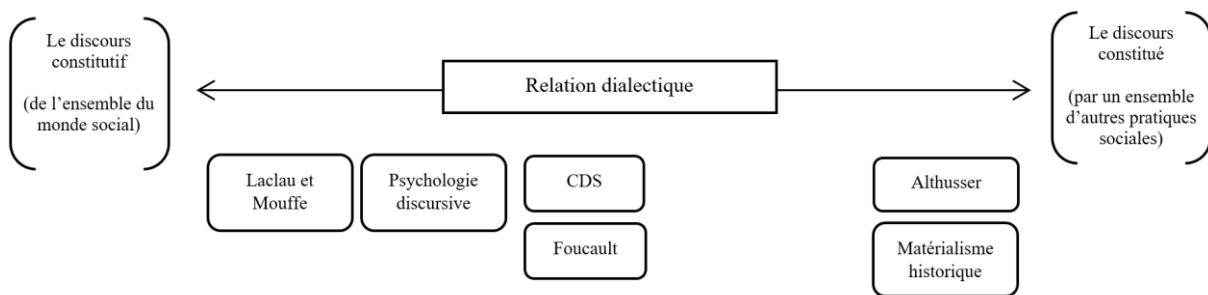 Le discours
constitutif
(de l’ensemble du
monde social)
Relation dialectique
Le discours
constitué
(par un ensemble
d’autres pratiques
sociales)
Laclau et
Mouffe
Psychologie
discursive
CDS
Foucault
Althusser
Matérialisme
historique